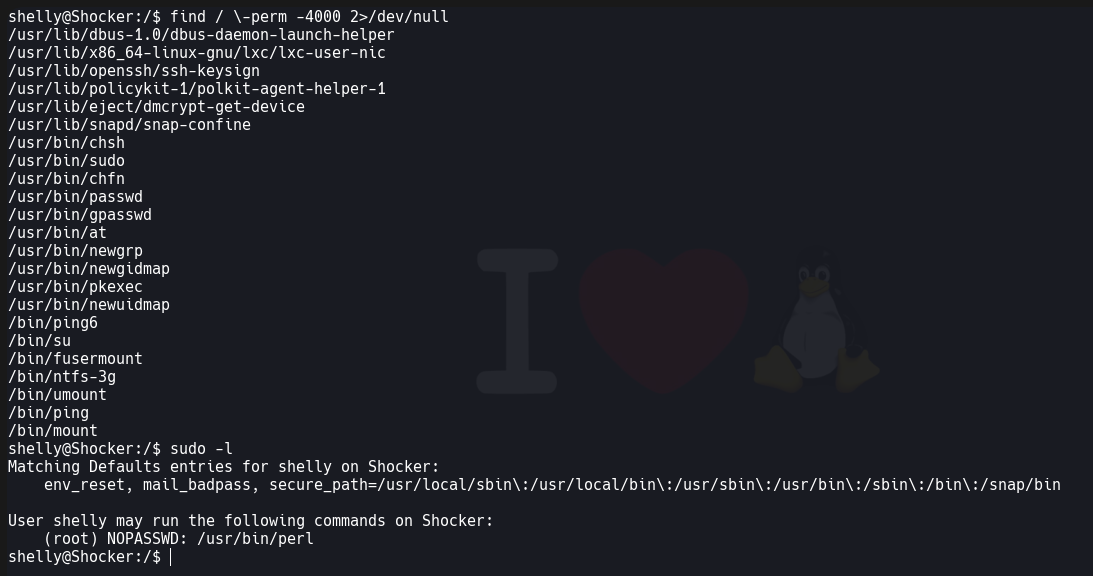 shelly@Shocker:/$ find / \-perm -4000 2>/dev/null
/usr/lib/dbus-1.0/dbus-daemon-launch-helper
/usr/lib/x86_64-linux-gnu/lxc/lxc-user-nic
/usr/lib/openssh/ssh-keysign
/usr/lib/policykit-1/polkit-agent-helper-1
/usr/lib/eject/dmcrypt-get-device
/usr/lib/snapd/snap-confine
/usr/bin/chsh
/usr/bin/sudo
/usr/bin/chfn
/usr/bin/passwd
/usr/bin/gpasswd
/usr/bin/at
/usr/bin/newgrp
/usr/bin/newgidmap
/usr/bin/pkexec
/usr/bin/newuidmap
/bin/ping6
/bin/su
/bin/fusermount
/bin/ntfs-3g
/bin/umount
/bin/ping
/bin/mount
shelly@Shocker:/$ sudo -l
Matching Defaults entries for shelly on Shocker:
    env_reset, mail_badpass, secure_path=/usr/local/sbin\:/usr/local/bin\:/usr/sbin\:/usr/bin\:/sbin\:/bin\:/snap/bin

User shelly may run the following commands on Shocker:
    (root) NOPASSWD: /usr/bin/perl
shelly@Shocker:/$
I